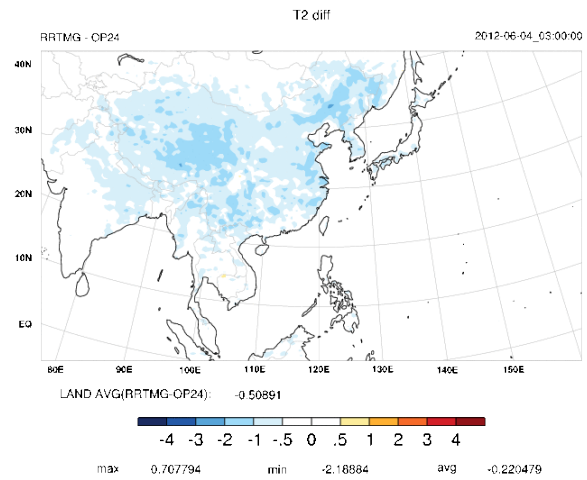 T2 diff
RRTMG - OP24 2012-06-04_03:00:00
40N
30N
20N
10N
EQ
80E 90E 100E 110E 120E 130E 140E 150E
LAND AVG(RRTMG-OP24): -0.50891
-4 -3 -2 -1 -.5 0 .5 1 2 3 4
max 0.707794 min -2.18884 avg -0.220479